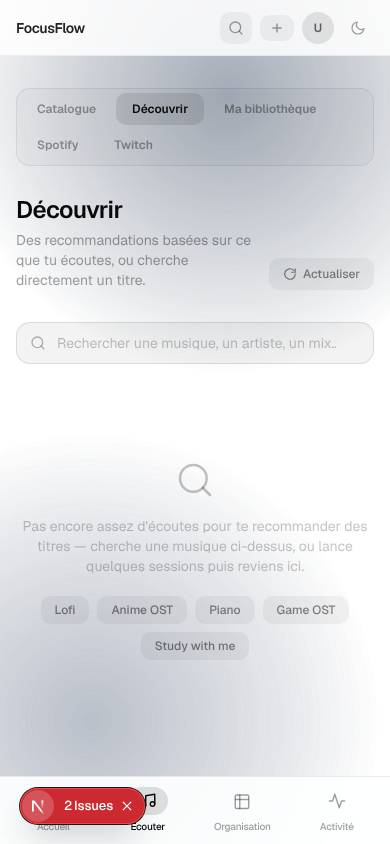 FocusFlow
U
Catalogue
Découvrir
Ma bibliothèque
Spotify
Twitch
Découvrir
Des recommandations basées sur ce
que tu écoutes, ou cherche
directement un titre.
Actualiser
Rechercher une musique, un artiste, un mix..
Pas encore assez d'écoutes pour te recommander des
titres — cherche une musique ci-dessus, ou lance
quelques sessions puis reviens ici.
Lofi
Anime OST
Piano
Game OST
Study with me
N
2 Issues
Accueil
Écouter
Organisation
Activité